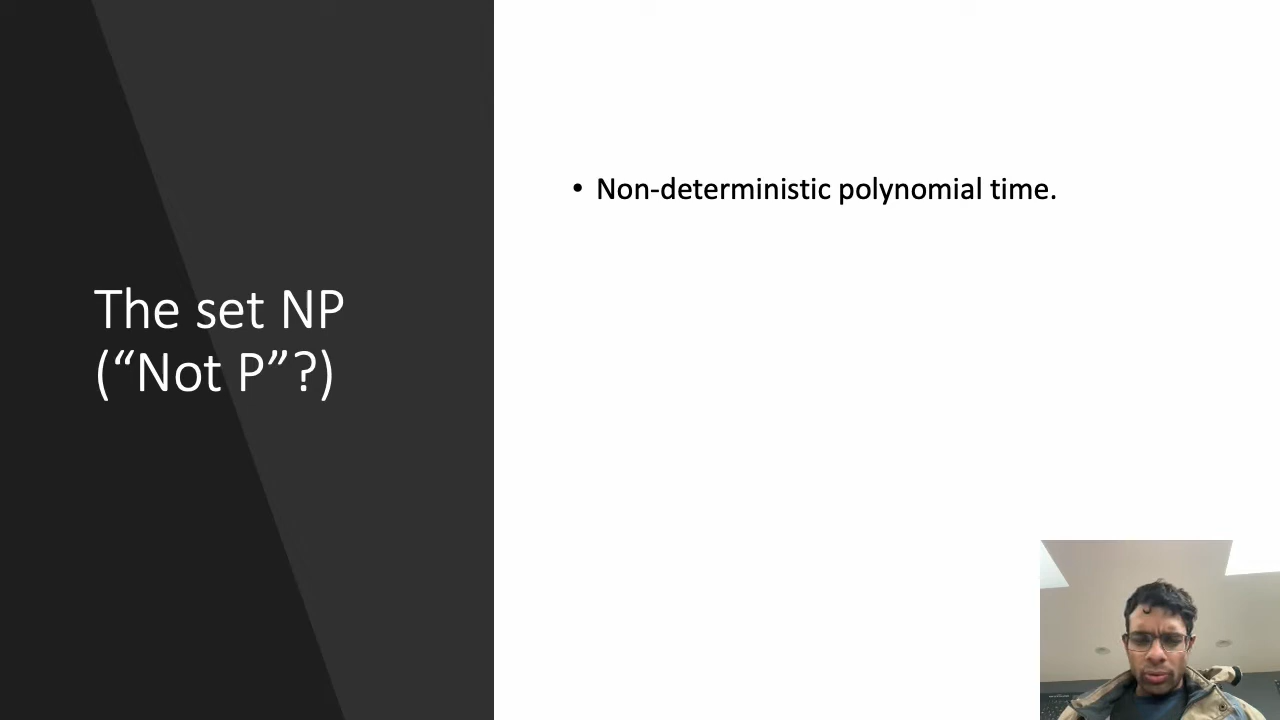 The set NP
(“Not P”?)
• Non-deterministic polynomial time.